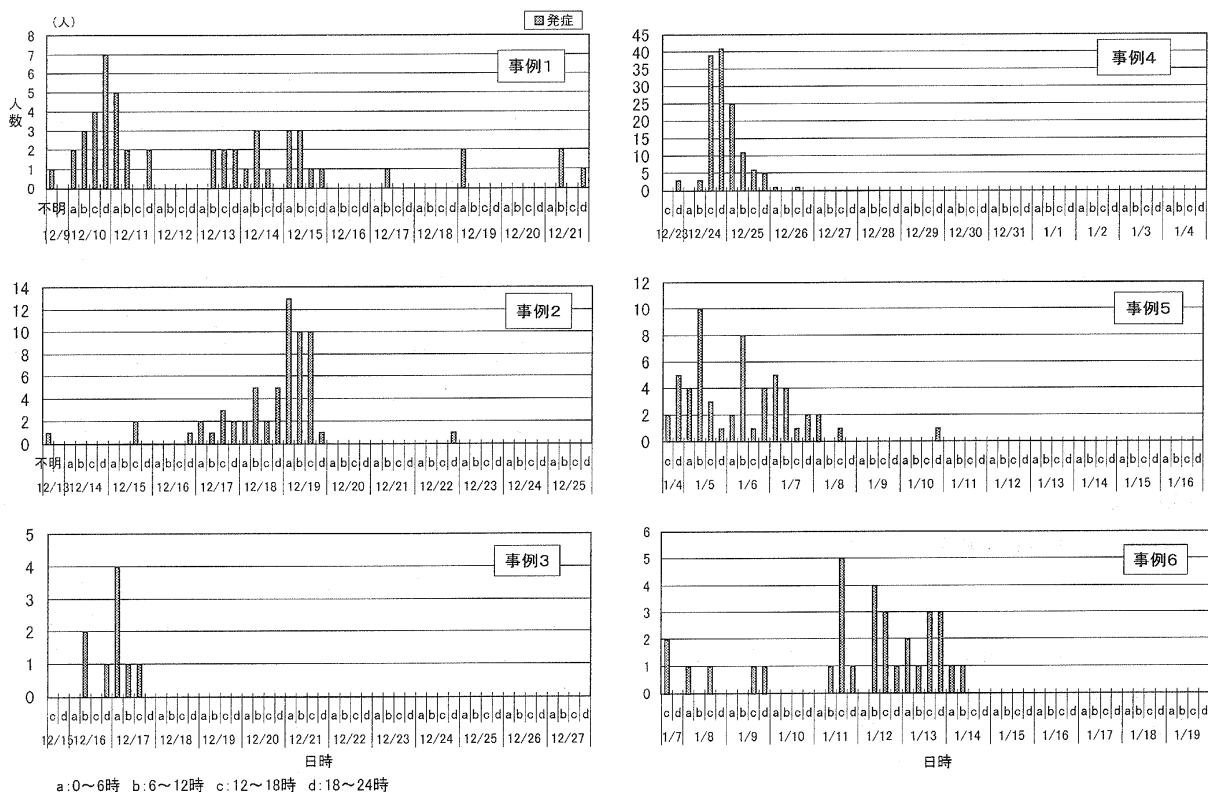 （人）
発症
8
7
6
5
4
3
2
1
0
人数
事例1
不明 a b c d a b c d a b c d a b c d a b c d a b c d a b c d a b c d a b c d a b c d a b c d a b c d
12/9 12/10 12/11 12/12 12/13 12/14 12/15 12/16 12/17 12/18 12/19 12/20 12/21
14
12
10
8
6
4
2
0
事例2
不明 a b c d a b c d a b c d a b c d a b c d a b c d a b c d a b c d a b c d a b c d a b c d a b c d
12/13 12/14 12/15 12/16 12/17 12/18 12/19 12/20 12/21 12/22 12/23 12/24 12/25
5
4
3
2
1
0
事例3
c d a b c d a b c d a b c d a b c d a b c d a b c d a b c d a b c d a b c d a b c d a b c d a b c d
12/15 12/16 12/17 12/18 12/19 12/20 12/21 12/22 12/23 12/24 12/25 12/26 12/27
日時
a:0～6時 b:6～12時 c:12～18時 d:18～24時
45
40
35
30
25
20
15
10
5
0
事例4
c d a b c d a b c d a b c d a b c d a b c d a b c d a b c d a b c d a b c d a b c d a b c d a b c d
12/23 12/24 12/25 12/26 12/27 12/28 12/29 12/30 12/31 1/1 1/2 1/3 1/4
12
10
8
6
4
2
0
事例5
c d a b c d a b c d a b c d a b c d a b c d a b c d a b c d a b c d a b c d a b c d a b c d a b c d
1/4 1/5 1/6 1/7 1/8 1/9 1/10 1/11 1/12 1/13 1/14 1/15 1/16
6
5
4
3
2
1
0
事例6
c d a b c d a b c d a b c d a b c d a b c d a b c d a b c d a b c d a b c d a b c d a b c d a b c d
1/7 1/8 1/9 1/10 1/11 1/12 1/13 1/14 1/15 1/16 1/17 1/18 1/19
日時